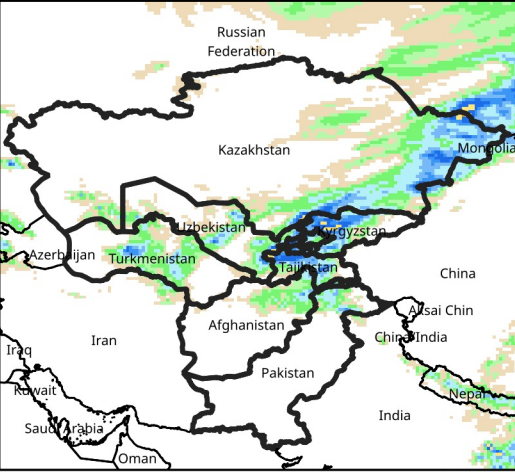 Russian
Federation
Kazakhstan
Mongolia
Uzbekistan
Kyrgyzstan
Azerbaijan
Turkmenistan
Tajikistan
China
Aksai Chin
Afghanistan
China/India
Iran
Iraq
Pakistan
Kuwait
Nepal
India
Saudi Arabia
Oman